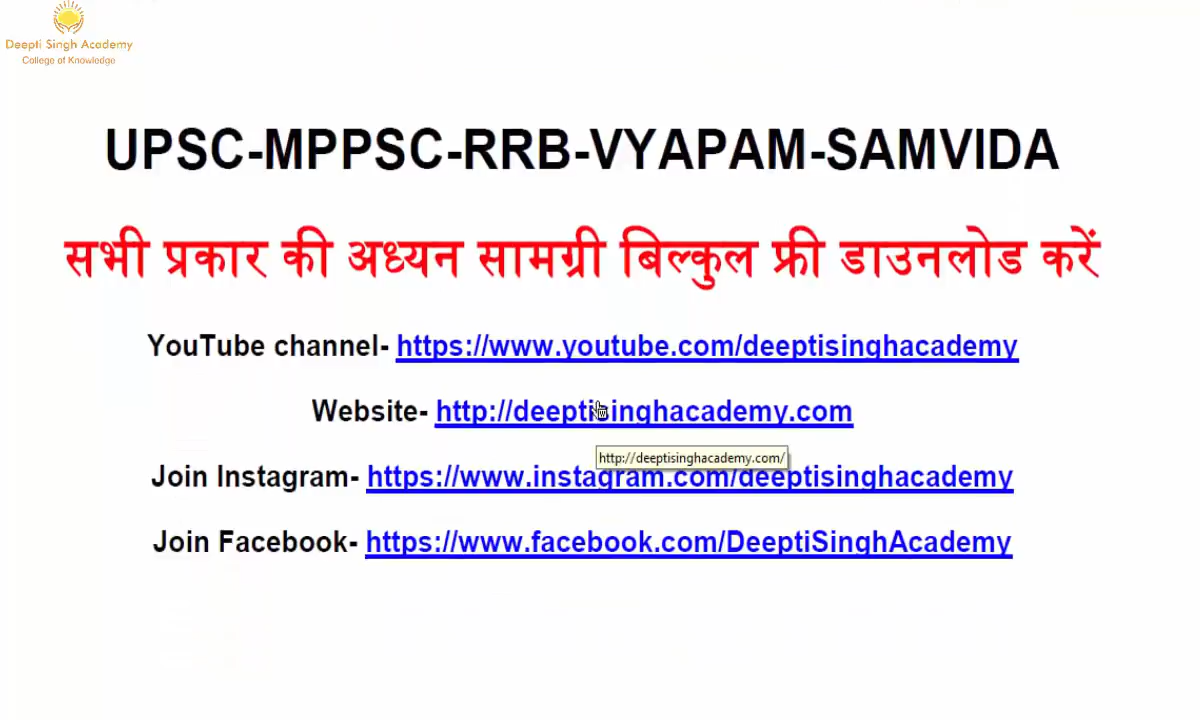 Deepti Singh Academy
College of Knowledge
UPSC-MPPSC-RRB-VYAPAM-SAMVIDA
सभी प्रकार की अध्यन सामग्री बिल्कुल फ्री डाउनलोड करें
YouTube channel- https://www.youtube.com/deeptisinghacademy
Website- http://deeptisinghacademy.com
http://deeptisinghacademy.com/
Join Instagram- https://www.instagram.com/deeptisinghacademy
Join Facebook- https://www.facebook.com/DeeptiSinghAcademy